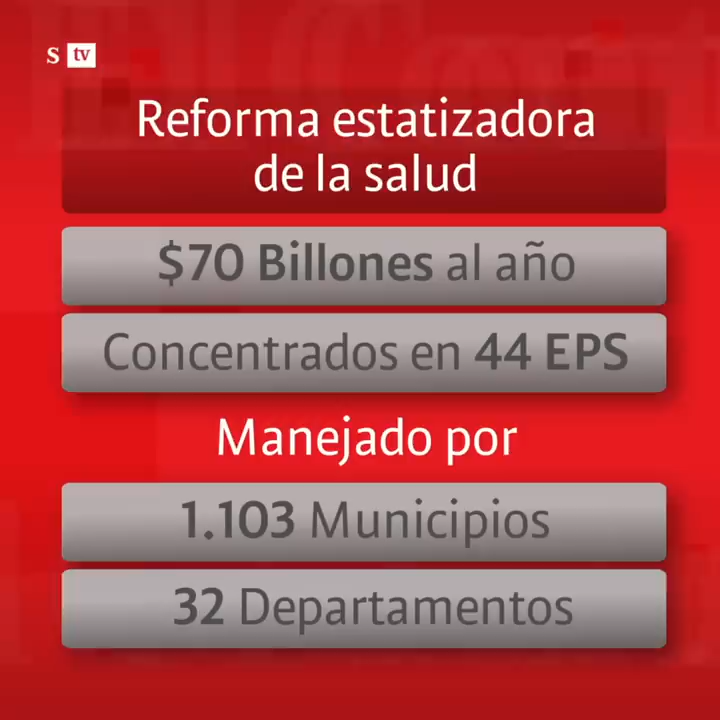 S tv
Reforma estatizadora
de la salud
$70 Billones al año
Concentrados en 44 EPS
Manejado por
1.103 Municipios
32 Departamentos